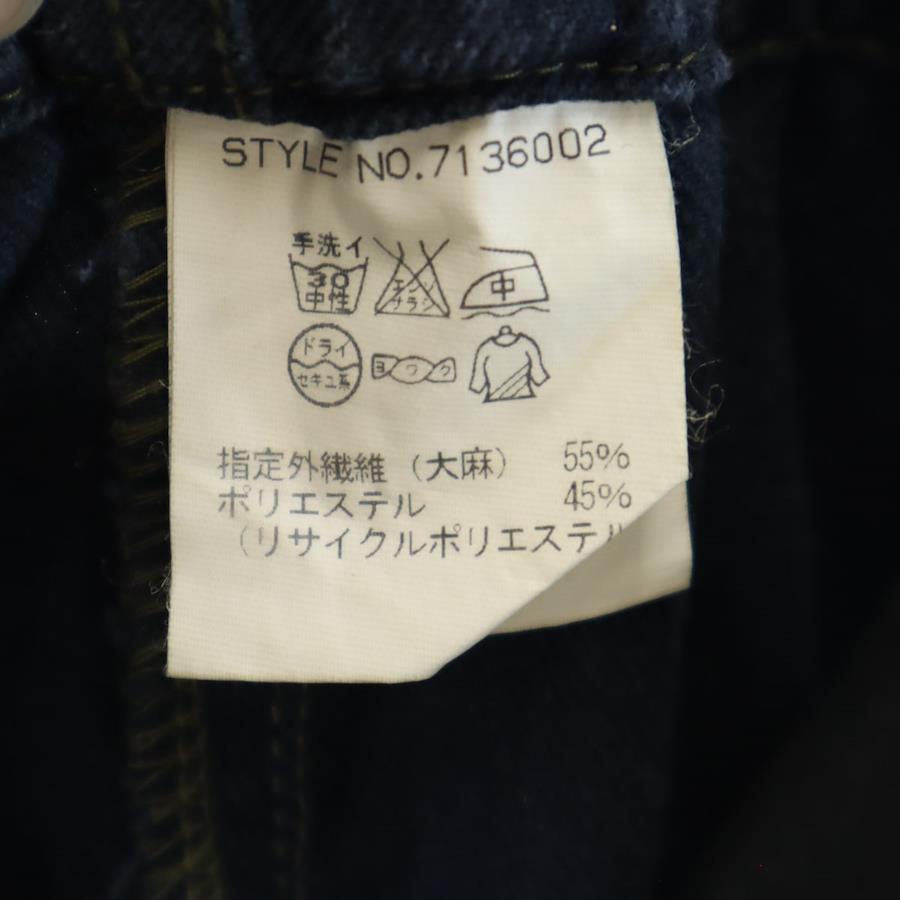 STYLE NO.7136002
手洗イ
30
中性
エンソ
サラシ
中
ドライ
セキユ系
ヨワク
指定外繊維（大麻） 55%
ポリエステル 45%
（リサイクルポリエステル